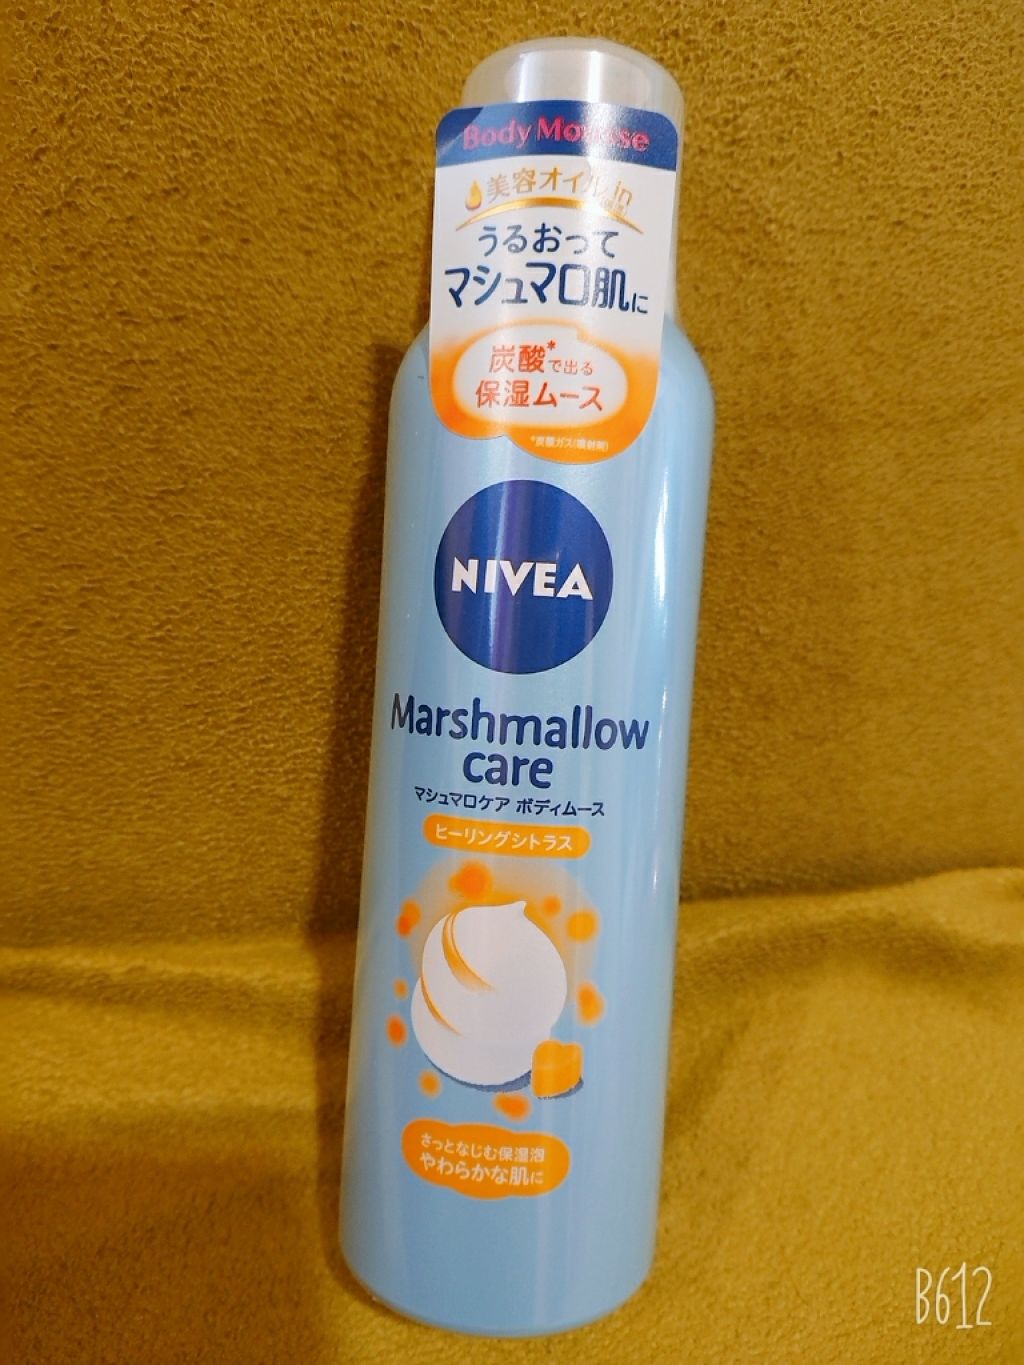 Body Mousse
美容オイル in
うるおって
マシュマロ肌に
炭酸*で出る
保湿ムース
*炭酸ガス(噴射剤)
NIVEA
Marshmallow
care
マシュマロケア ボディムース
ヒーリングシトラス
さっとなじむ保湿泡
やわらかな肌に
B612